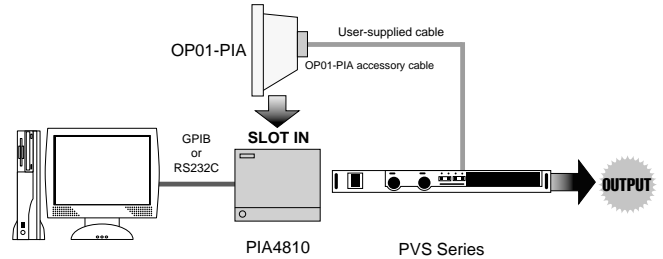 User-supplied cable
OP01-PIA
OP01-PIA accessory cable
SLOT IN
GPIB
or
RS232C
OUTPUT
PIA4810
PVS Series